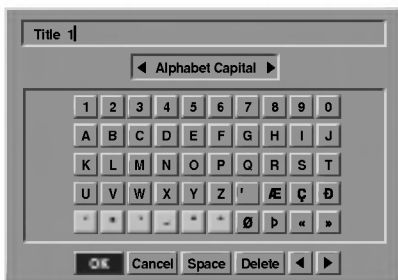 Title 1
Alphabet Capital
1 2 3 4 5 6 7 8 9 0
A B C D E F G H I J
K L M N O P Q R S T
U V W X Y Z ' Æ Ç Ð
Ø Þ « »
OK Cancel Space Delete